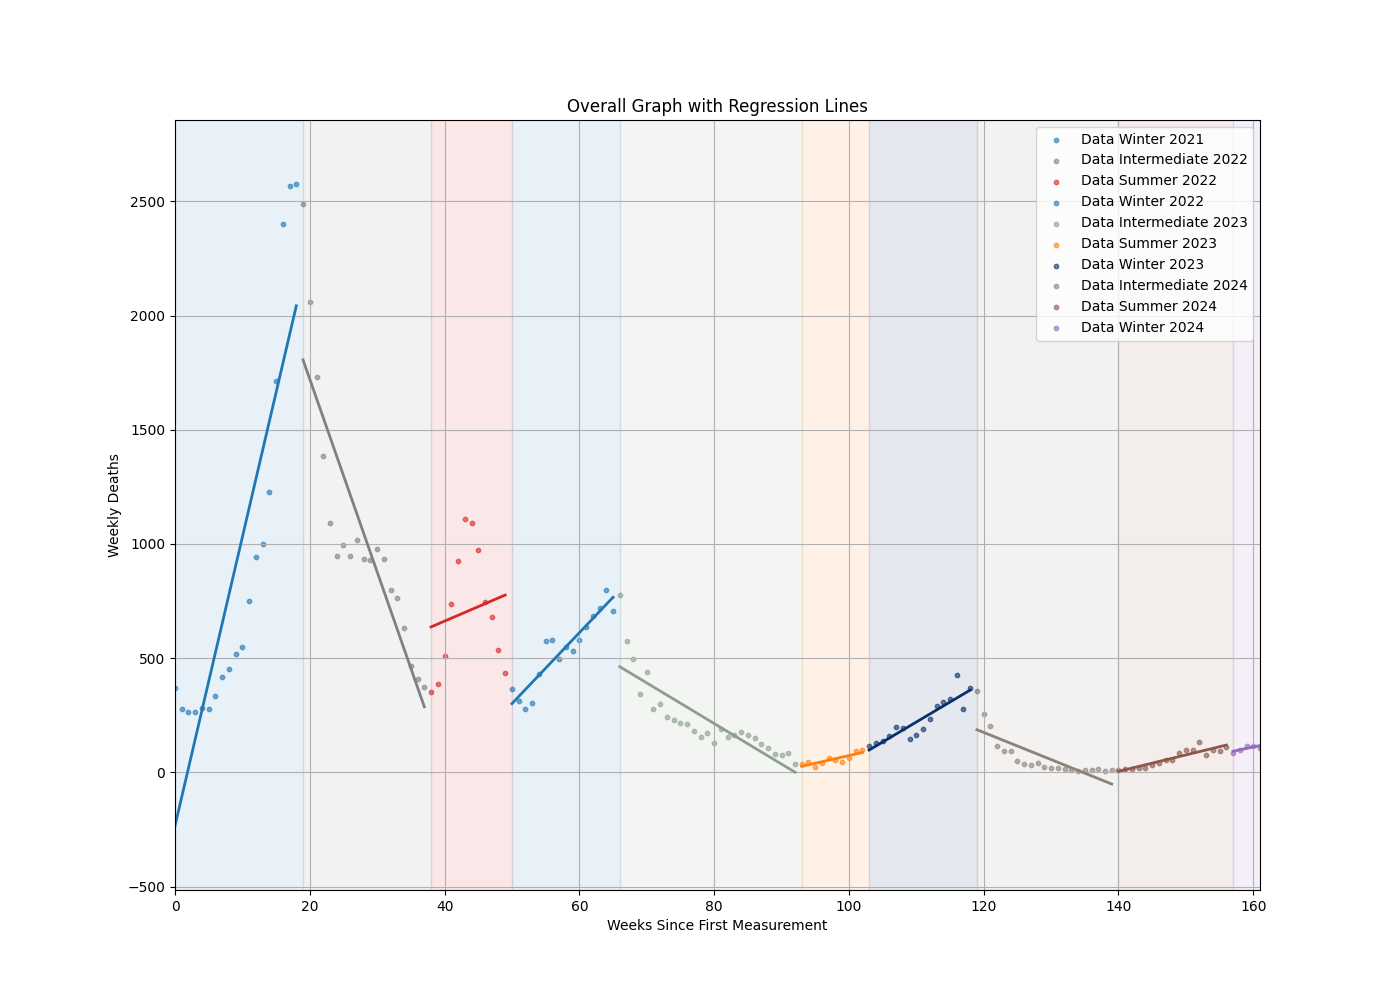 Overall Graph with Regression Lines
Data Winter 2021
Data Intermediate 2022
Data Summer 2022
Data Winter 2022
Data Intermediate 2023
Data Summer 2023
Data Winter 2023
Data Intermediate 2024
Data Summer 2024
Data Winter 2024
2500
2000
1500
1000
500
0
−500
Weekly Deaths
0 20 40 60 80 100 120 140 160
Weeks Since First Measurement